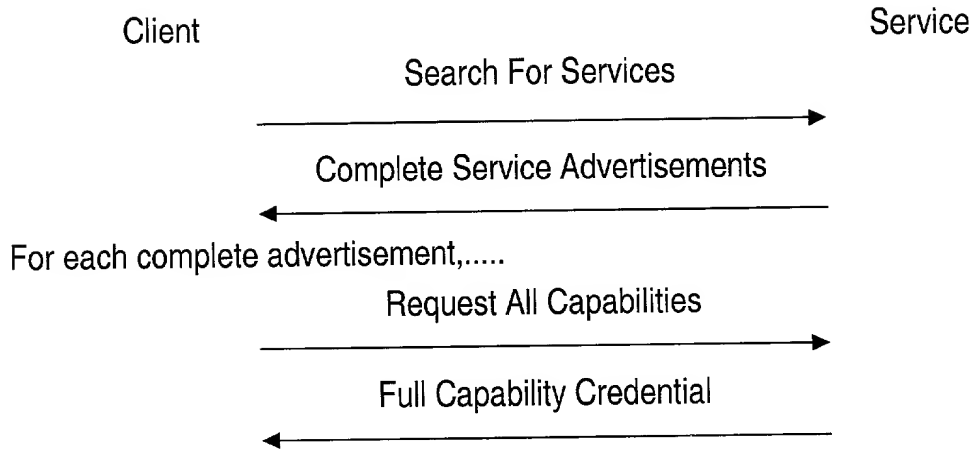 Client
Service
Search For Services
Complete Service Advertisements
For each complete advertisement,.....
Request All Capabilities
Full Capability Credential